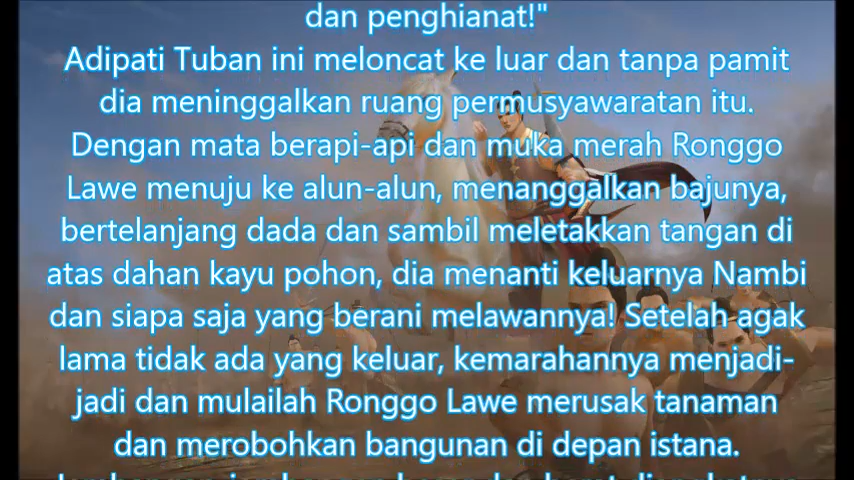 dan penghianat!"
Adipati Tuban ini meloncat ke luar dan tanpa pamit
dia meninggalkan ruang permusyawaratan itu.
Dengan mata berapi-api dan muka merah Ronggo
Lawe menuju ke alun-alun, menanggalkan bajunya,
bertelanjang dada dan sambil meletakkan tangan di
atas dahan kayu pohon, dia menanti keluarnya Nambi
dan siapa saja yang berani melawannya! Setelah agak
lama tidak ada yang keluar, kemarahannya menjadi-
jadi dan mulailah Ronggo Lawe merusak tanaman
dan merobohkan bangunan di depan istana.